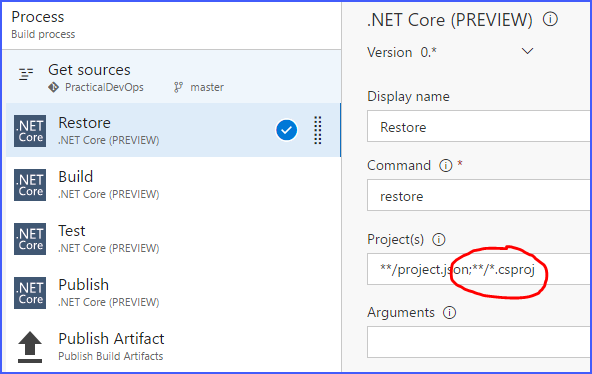 Process
Build process
Get sources
PracticalDevOps
master
.NET
Core
Restore
.NET Core (PREVIEW)
.NET
Core
Build
.NET Core (PREVIEW)
.NET
Core
Test
.NET Core (PREVIEW)
.NET
Core
Publish
.NET Core (PREVIEW)
Publish Artifact
Publish Build Artifacts
.NET Core (PREVIEW)
Version 0.*
Display name
Restore
Command *
restore
Project(s)
**/project.json;**/*.csproj
Arguments